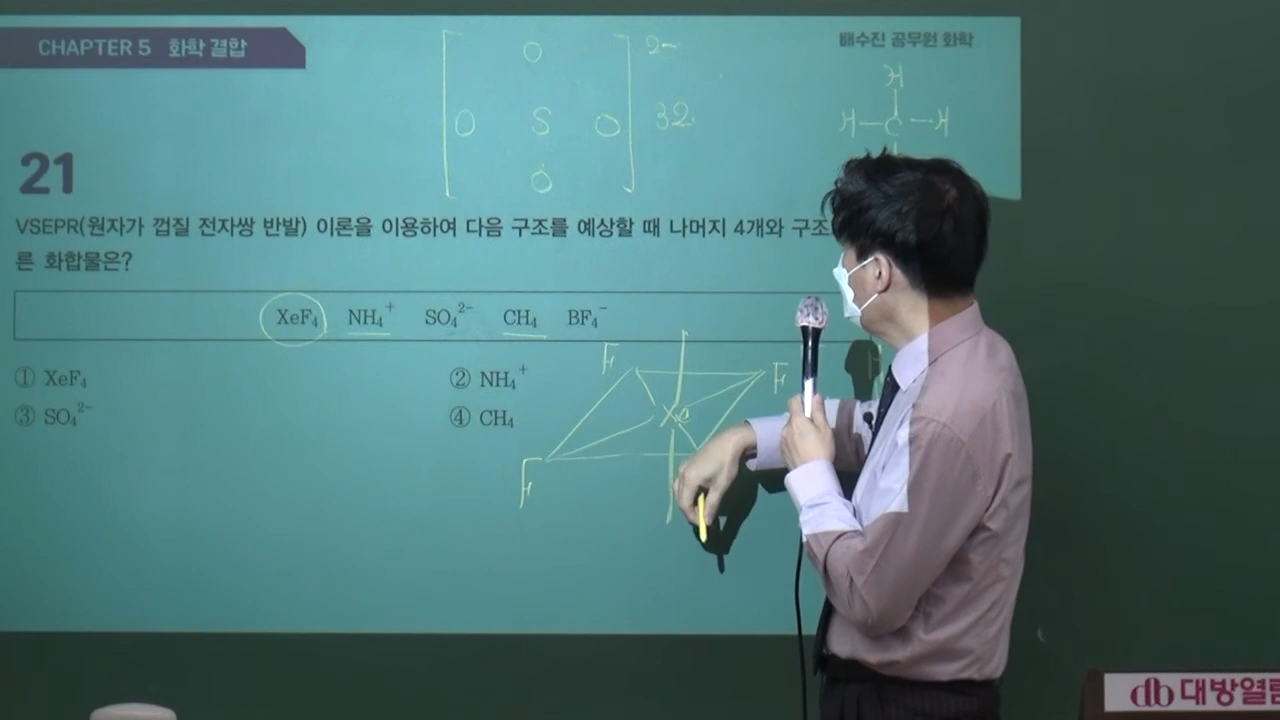 CHAPTER 5 화학 결합
배수진 공무원 화학
O 2-
O S O 32
O
H
H-C-H
21
VSEPR(원자가 껍질 전자쌍 반발) 이론을 이용하여 다음 구조를 예상할 때 나머지 4개와 구조
른 화합물은?
XeF₄ NH₄⁺ SO₄²⁻ CH₄ BF₄⁻
① XeF₄ ② NH₄⁺
③ SO₄²⁻ ④ CH₄
F F
Xe
F
대방열림